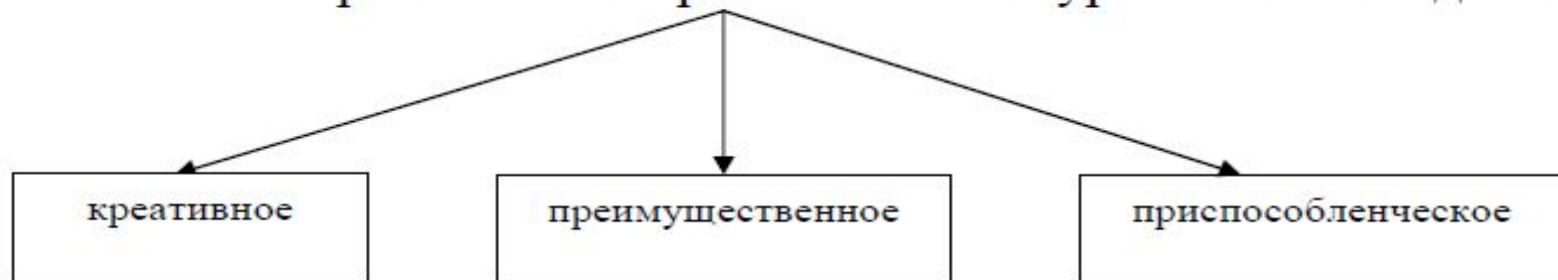 креативное
преимущественное
приспособленческое